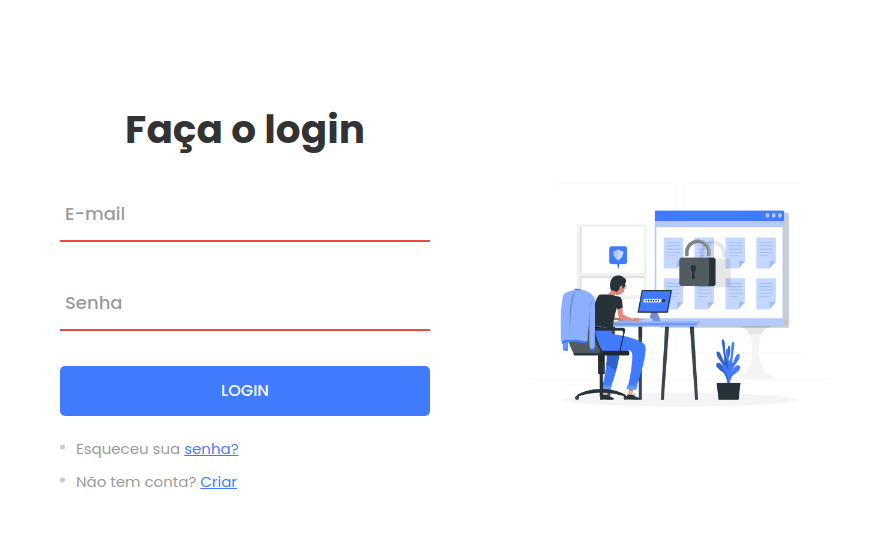 Faça o login
E-mail
Senha
LOGIN
Esqueceu sua senha?
Não tem conta? Criar